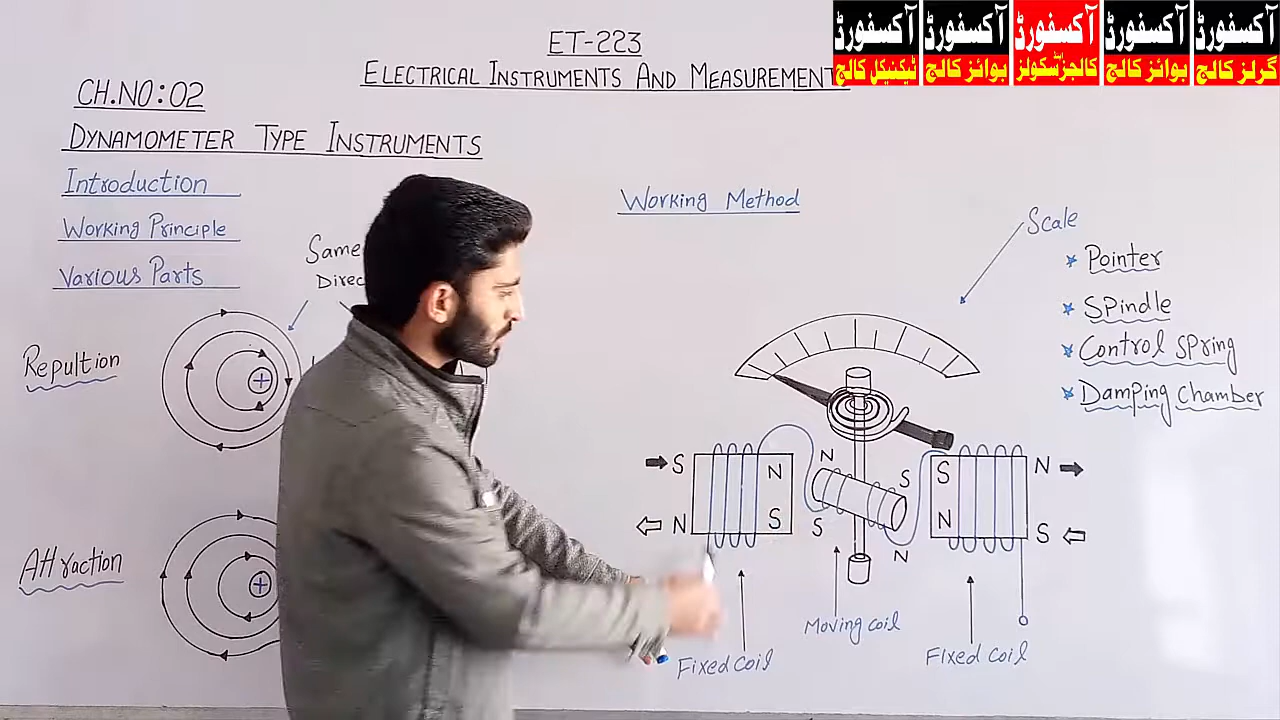 ET-223
ELECTRICAL INSTRUMENTS AND MEASUREMENT
آکسفورڈ ٹیکنیکل کالج
آکسفورڈ بوائز کالج
آکسفورڈ کالجز اینڈ سکولز
آکسفورڈ بوائز کالج
آکسفورڈ گرلز کالج
CH.NO:02
DYNAMOMETER TYPE INSTRUMENTS
Introduction
Working Principle
Various Parts
Same
Direc
Repultion
+
Attraction
+
Working Method
Scale
* Pointer
* Spindle
* Control Spring
* Damping Chamber
S N N S S N
N S S N N S
Moving coil
Fixed coil
FIxed coil